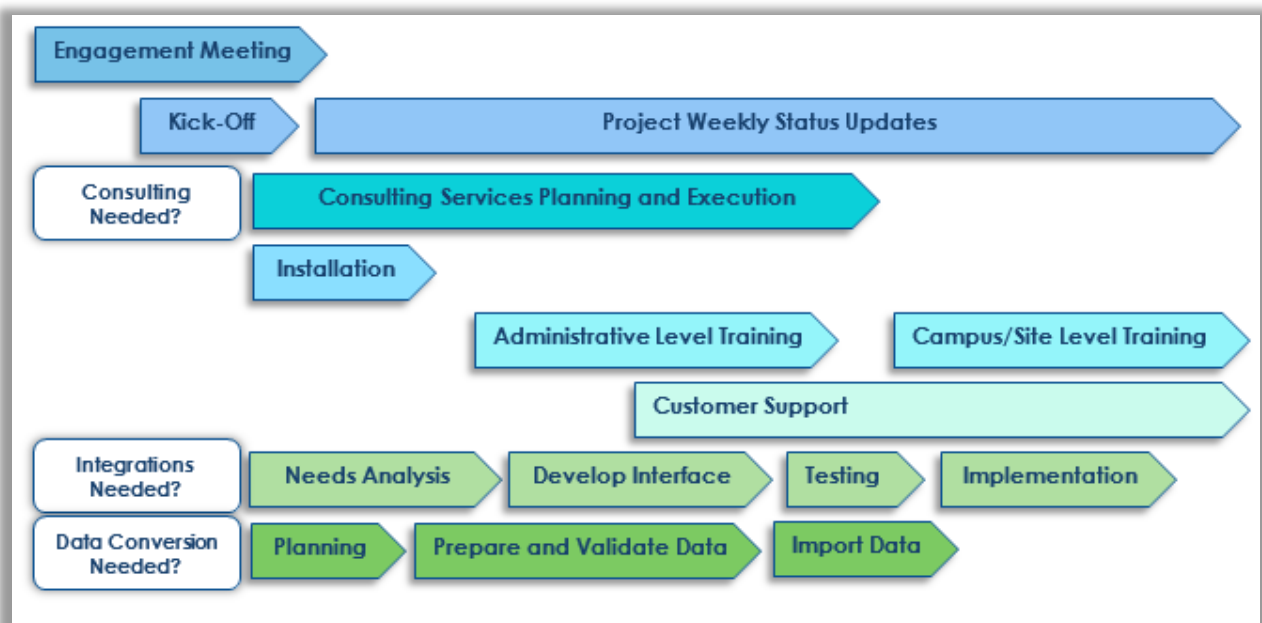 Engagement Meeting
Kick-Off
Project Weekly Status Updates
Consulting
Needed?
Consulting Services Planning and Execution
Installation
Administrative Level Training
Campus/Site Level Training
Customer Support
Integrations
Needed?
Needs Analysis
Develop Interface
Testing
Implementation
Data Conversion
Needed?
Planning
Prepare and Validate Data
Import Data